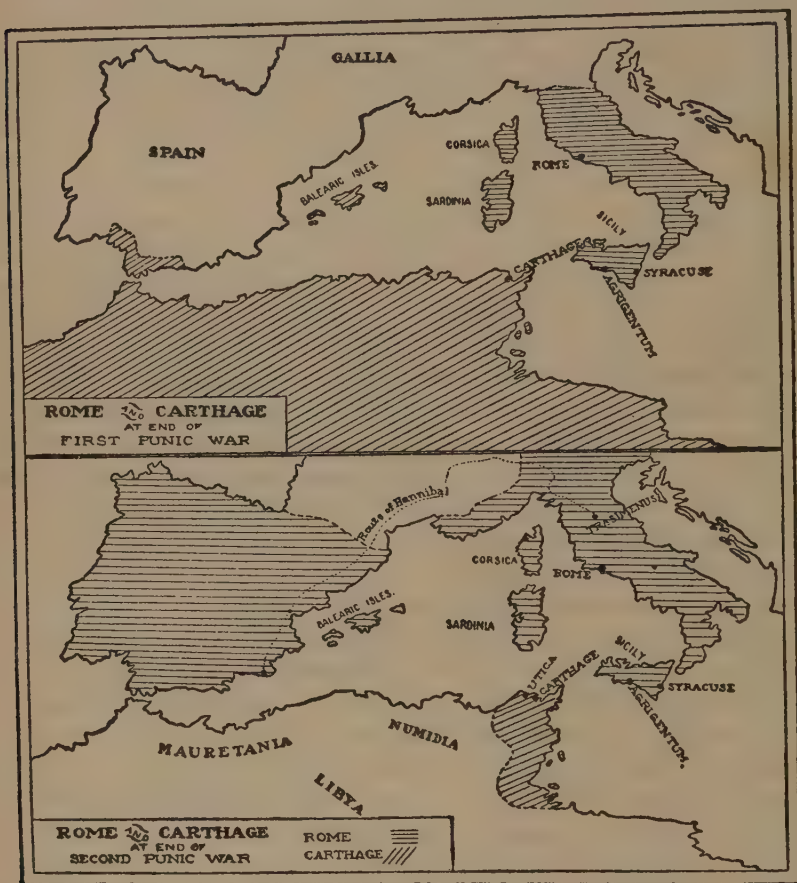 GALLIA
SPAIN
CORSICA
ROME
BALEARIC ISLES.
SARDINIA
SICILY
CARTHAGE
SYRACUSE
AGRIGENTUM
ROME AND CARTHAGE
AT END OF
FIRST PUNIC WAR
Route of Hannibal
TRASIMENUS
CORSICA
ROME
BALEARIC ISLES.
SARDINIA
SICILY
UTICA
CARTHAGE
SYRACUSE
AGRIGENTUM.
MAURETANIA
NUMIDIA
LIBYA
ROME AND CARTHAGE
AT END OF
SECOND PUNIC WAR
ROME
CARTHAGE